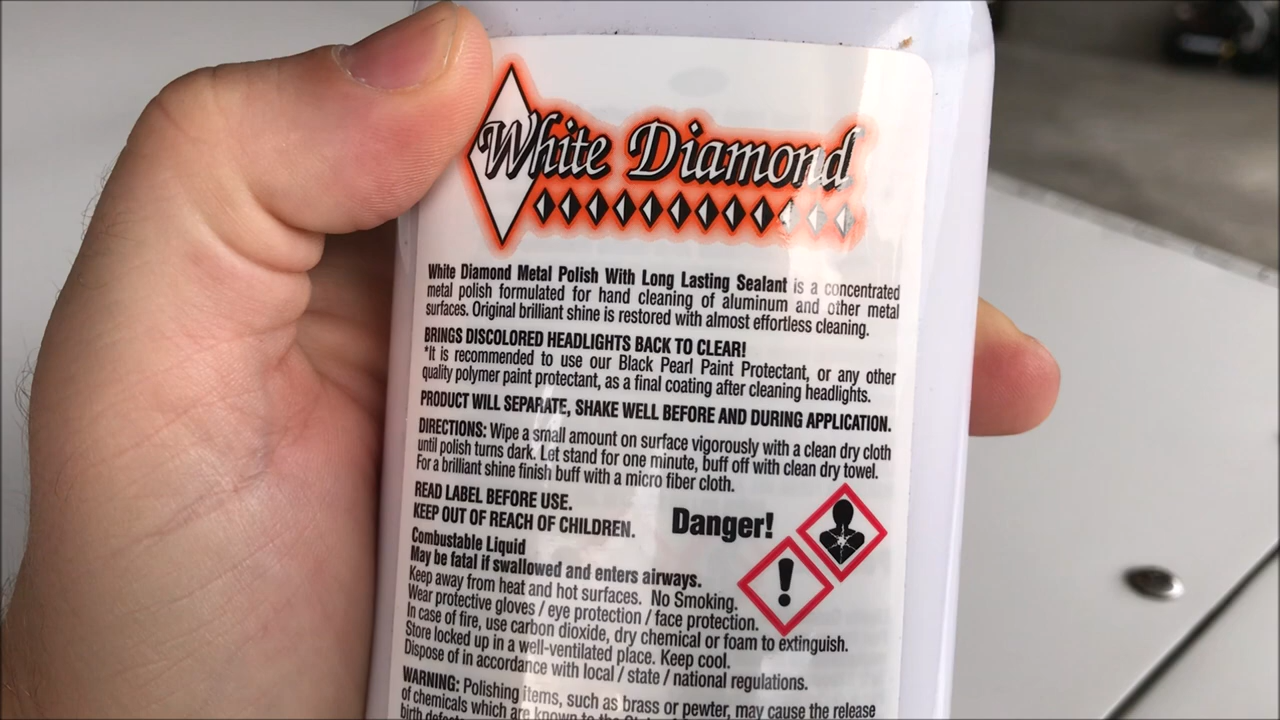 White Diamond
White Diamond Metal Polish With Long Lasting Sealant is a concentrated
metal polish formulated for hand cleaning of aluminum and other metal
surfaces. Original brilliant shine is restored with almost effortless cleaning.
BRINGS DISCOLORED HEADLIGHTS BACK TO CLEAR!
*It is recommended to use our Black Pearl Paint Protectant, or any other
quality polymer paint protectant, as a final coating after cleaning headlights.
PRODUCT WILL SEPARATE, SHAKE WELL BEFORE AND DURING APPLICATION.
DIRECTIONS: Wipe a small amount on surface vigorously with a clean dry cloth
until polish turns dark. Let stand for one minute, buff off with clean dry towel.
For a brilliant shine finish buff with a micro fiber cloth.
READ LABEL BEFORE USE.
KEEP OUT OF REACH OF CHILDREN.
Danger!
Combustable Liquid
May be fatal if swallowed and enters airways.
Keep away from heat and hot surfaces. No Smoking.
Wear protective gloves / eye protection / face protection.
In case of fire, use carbon dioxide, dry chemical or foam to extinguish.
Store locked up in a well-ventilated place. Keep cool.
Dispose of in accordance with local / state / national regulations.
WARNING: Polishing items, such as brass or pewter, may cause the release
of chemicals which are known to the State of
birth